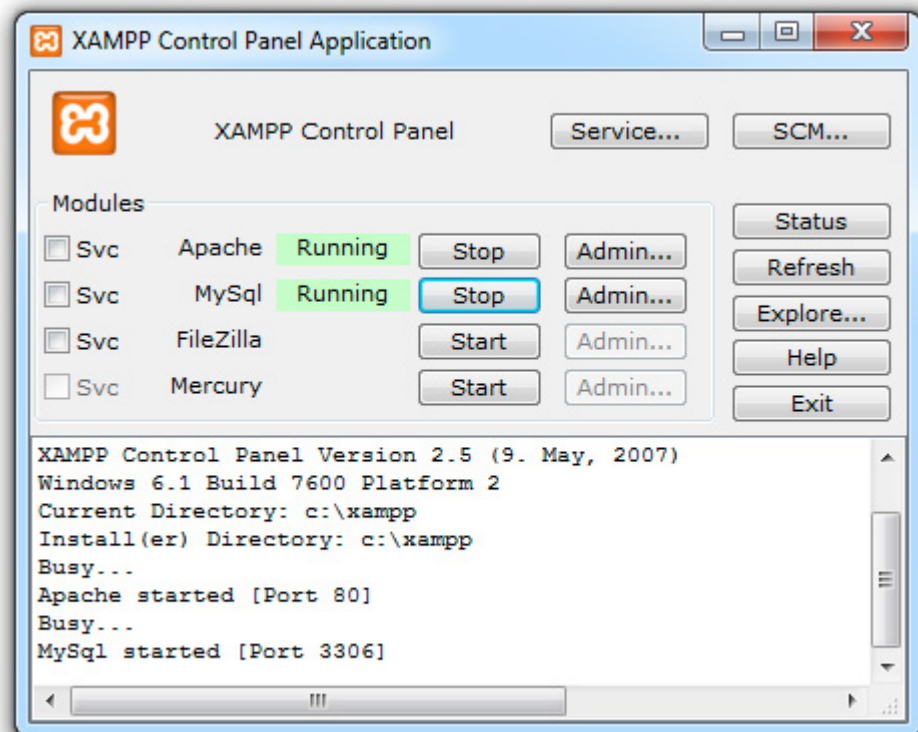 XAMPP Control Panel Application
XAMPP Control Panel Service... SCM...
Modules
Status
Svc Apache Running Stop Admin...
Refresh
Svc MySql Running Stop Admin...
Explore...
Svc FileZilla Start Admin...
Help
Svc Mercury Start Admin...
Exit
XAMPP Control Panel Version 2.5 (9. May, 2007)
Windows 6.1 Build 7600 Platform 2
Current Directory: c:\xampp
Install(er) Directory: c:\xampp
Busy...
Apache started [Port 80]
Busy...
MySql started [Port 3306]